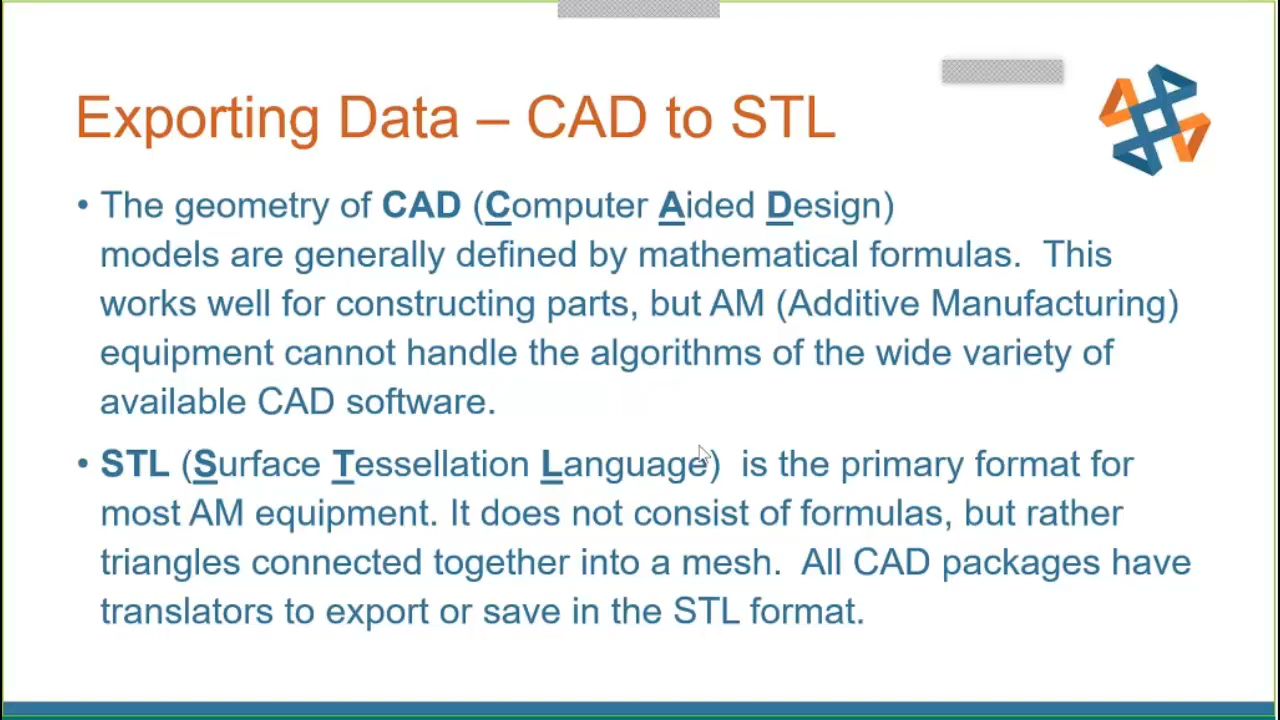 Exporting Data – CAD to STL
• The geometry of CAD (Computer Aided Design)
models are generally defined by mathematical formulas.  This
works well for constructing parts, but AM (Additive Manufacturing)
equipment cannot handle the algorithms of the wide variety of
available CAD software.
• STL (Surface Tessellation Language)  is the primary format for
most AM equipment. It does not consist of formulas, but rather
triangles connected together into a mesh.  All CAD packages have
translators to export or save in the STL format.